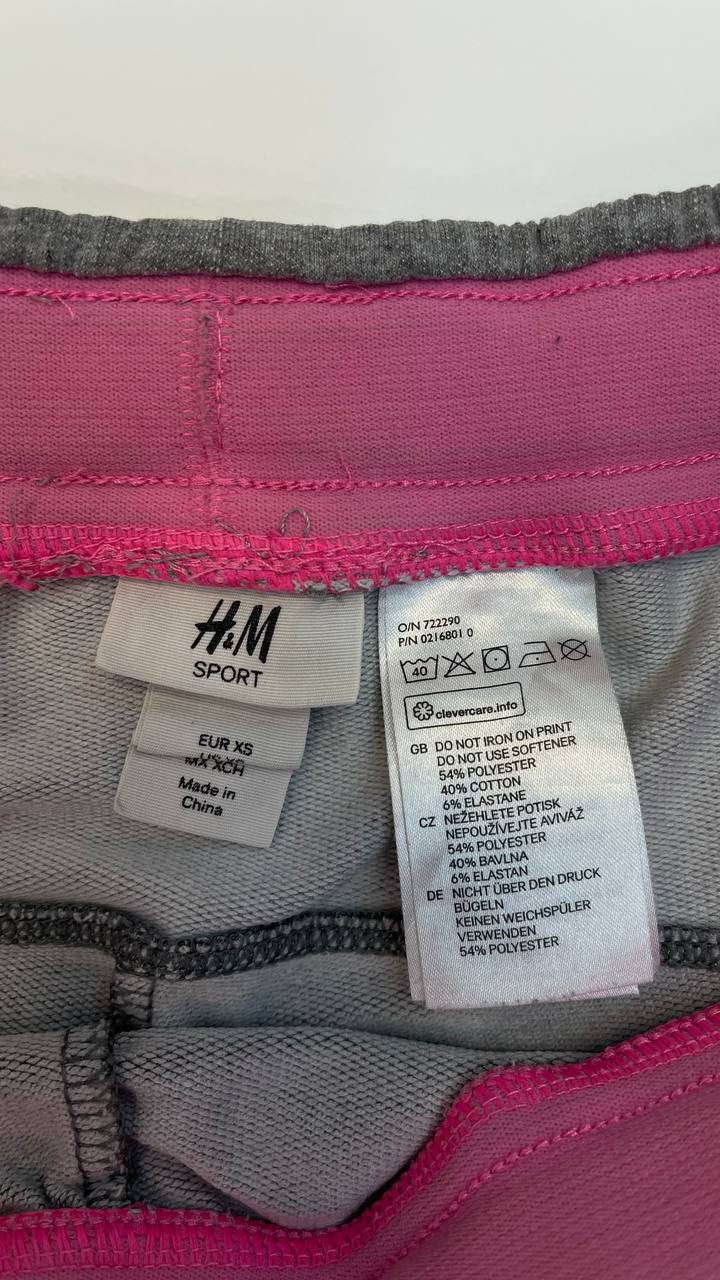 H&M
SPORT
EUR XS
MX XCH
Made in
China
O/N 722290
P/N 0216801 0
40
clevercare.info
GB DO NOT IRON ON PRINT
DO NOT USE SOFTENER
54% POLYESTER
40% COTTON
6% ELASTANE
CZ NEŽEHLETE POTISK
NEPOUŽÍVEJTE AVIVÁŽ
54% POLYESTER
40% BAVLNA
6% ELASTAN
DE NICHT ÜBER DEN DRUCK
BÜGELN
KEINEN WEICHSPÜLER
VERWENDEN
54% POLYESTER